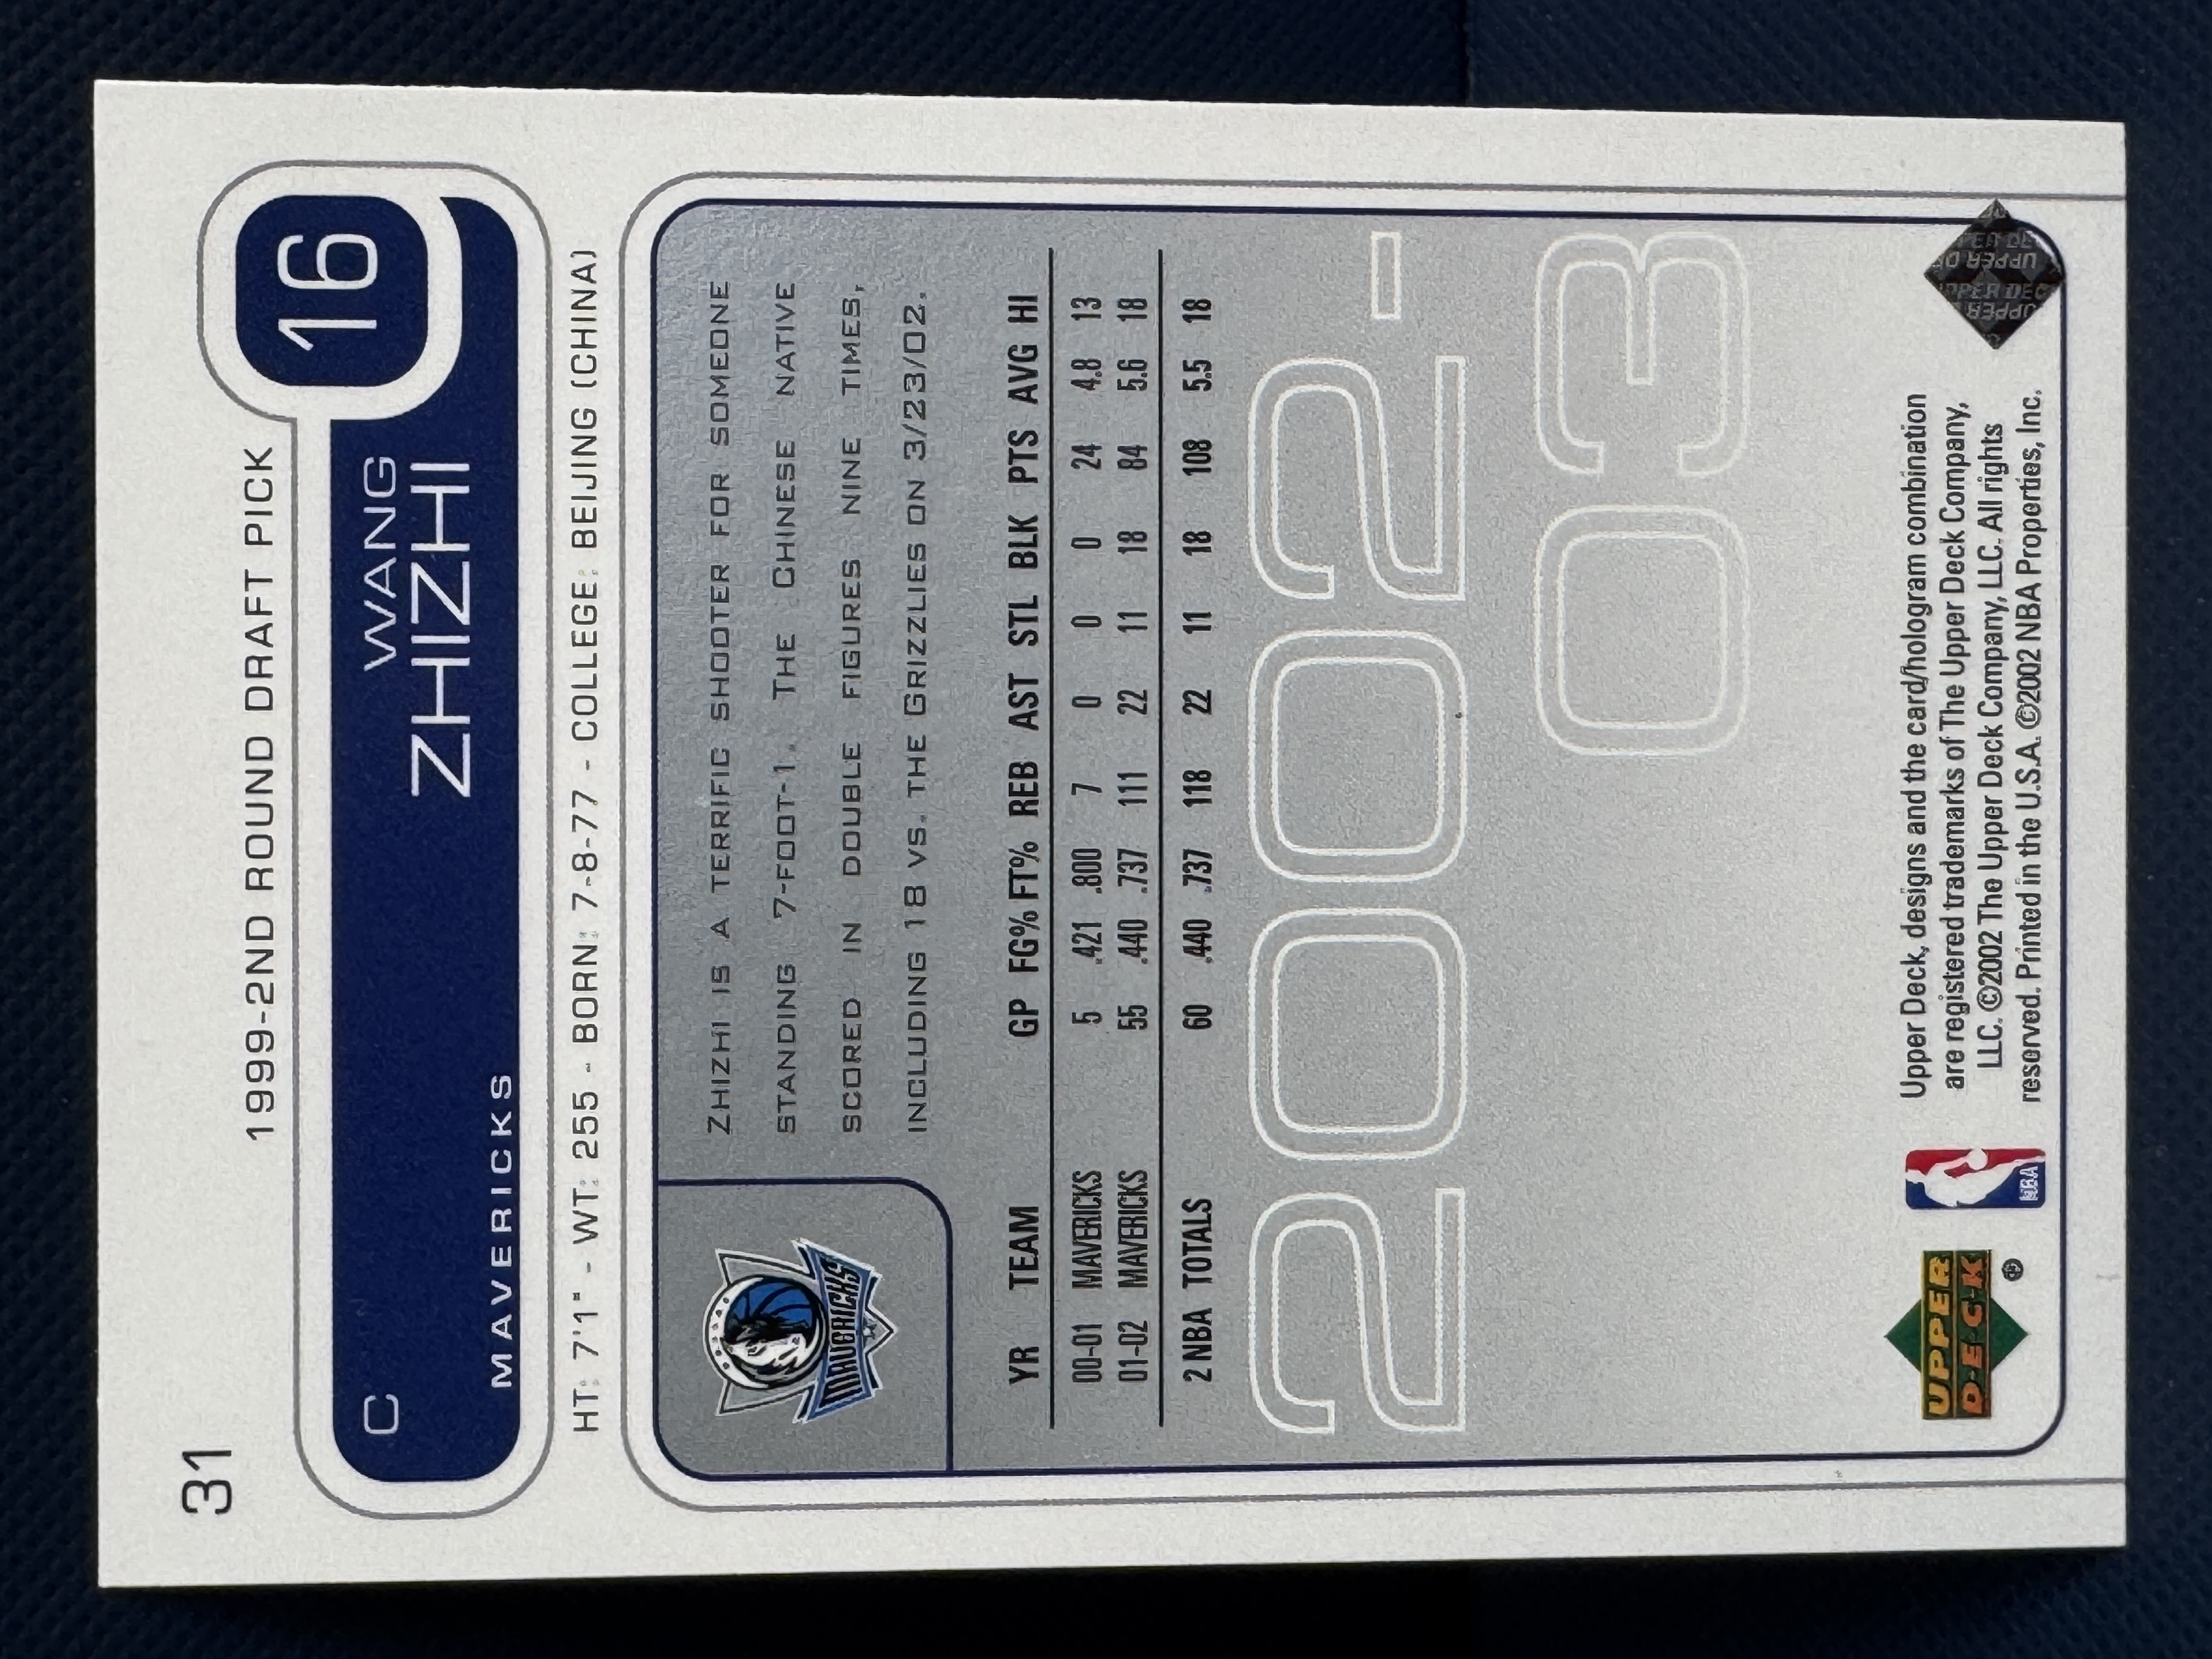 31
1999-2ND ROUND DRAFT PICK
16
C
WANG
ZHIZHI
MAVERICKS
HT: 7'1" - WT: 255 - BORN: 7-8-77 - COLLEGE: BEIJING (CHINA)
MAVERICKS
ZHIZHI IS A TERRIFIC SHOOTER FOR SOMEONE
STANDING 7-FOOT-1. THE CHINESE NATIVE
SCORED IN DOUBLE FIGURES NINE TIMES,
INCLUDING 18 VS. THE GRIZZLIES ON 3/23/02.
YR TEAM GP FG% FT% REB AST STL BLK PTS AVG HI
00-01 MAVERICKS 5 .421 .800 7 0 0 0 24 4.8 13
01-02 MAVERICKS 55 .440 .737 111 22 11 18 84 5.6 18
2 NBA TOTALS 60 .440 .737 118 22 11 18 108 5.5 18
2002-
03
UPPER
D·E·C·K
®
NBA
Upper Deck, designs and the card/hologram combination
are registered trademarks of The Upper Deck Company,
LLC. ©2002 The Upper Deck Company, LLC. All rights
reserved. Printed in the U.S.A. ©2002 NBA Properties, Inc.